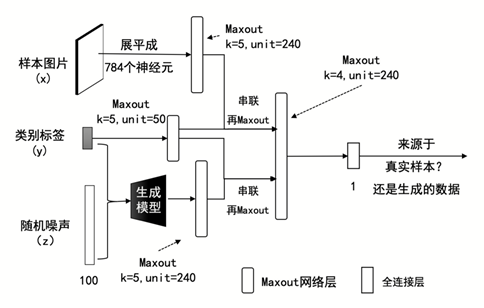 样本图片
(x)
展平成
784个神经元
Maxout
k=5,unit=240
Maxout
k=4,unit=240
串联
再Maxout
Maxout
k=5,unit=50
类别标签
(y)
来源于
真实样本?
还是生成的数据
1
生成
模型
串联
再Maxout
随机噪声
(z)
100
Maxout
k=5,unit=240
Maxout网络层
全连接层